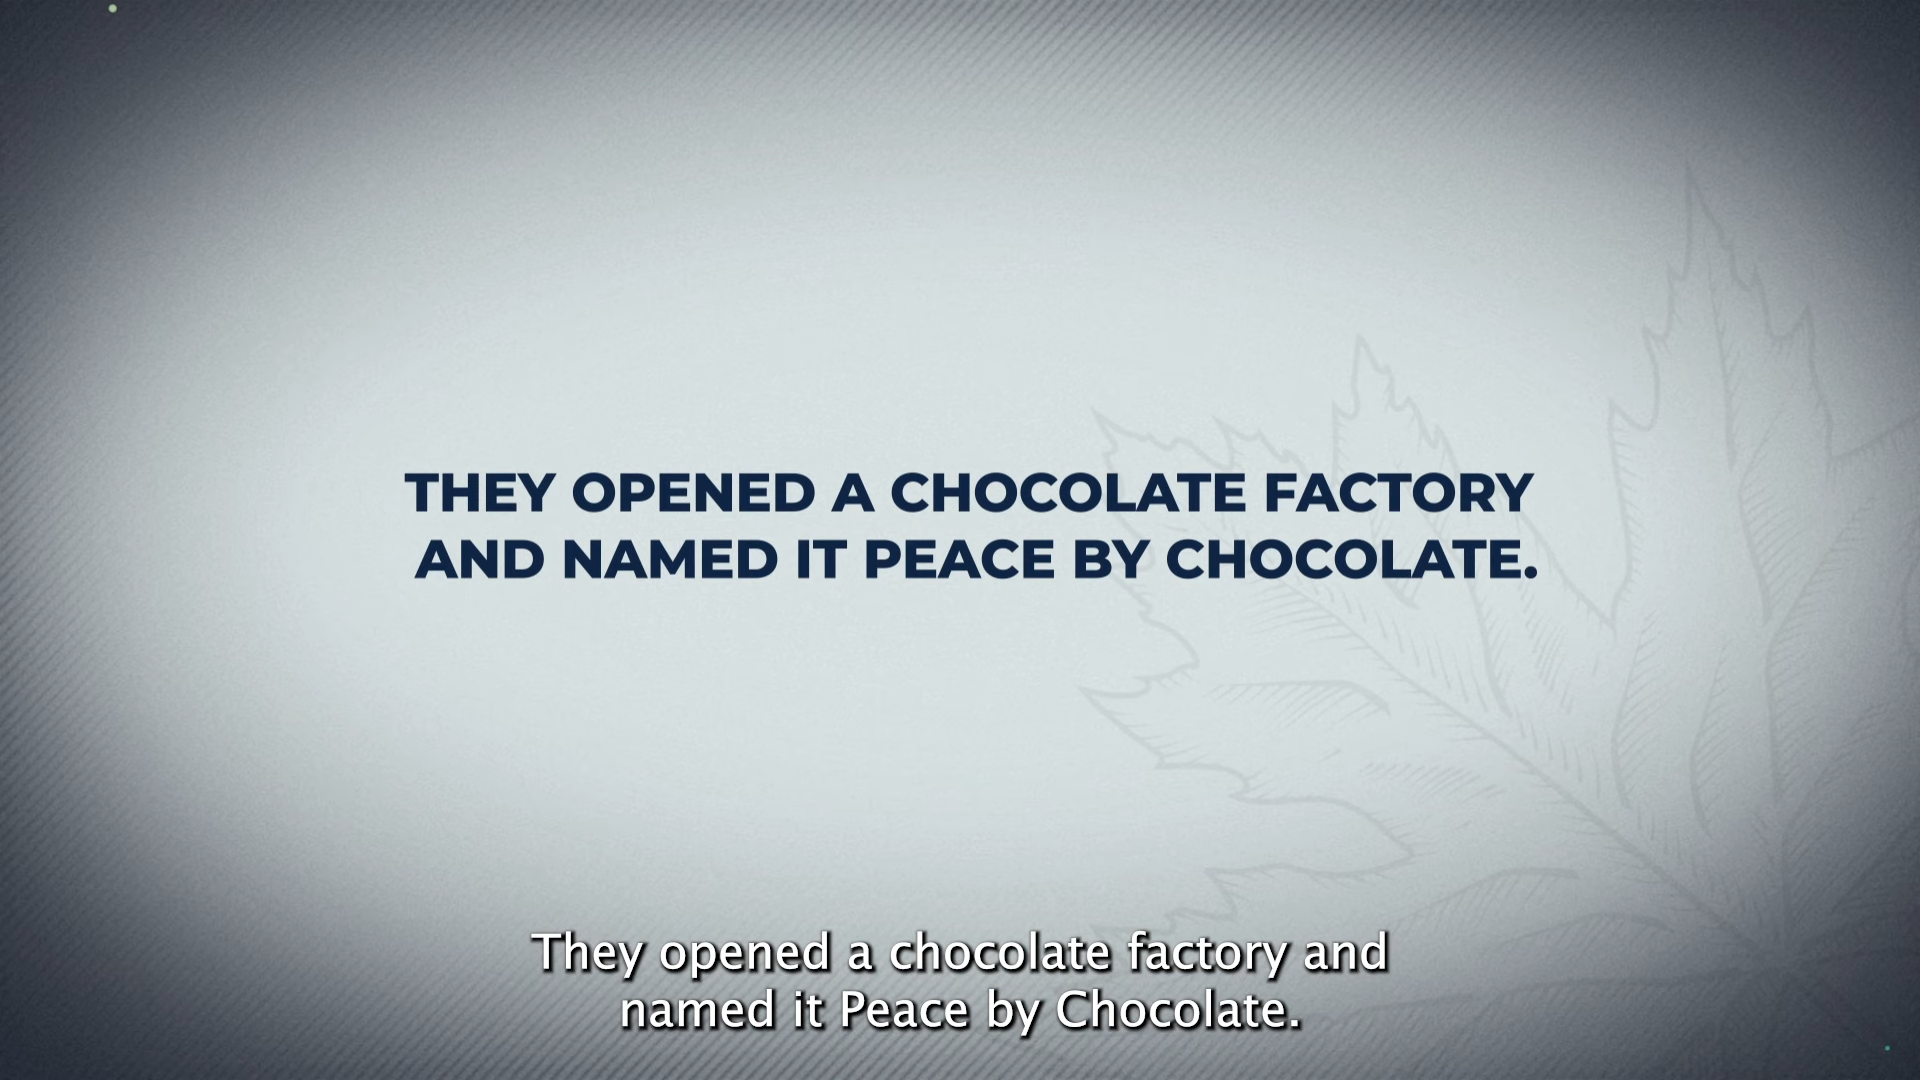 THEY OPENED A CHOCOLATE FACTORY
AND NAMED IT PEACE BY CHOCOLATE.
They opened a chocolate factory and
named it Peace by Chocolate.